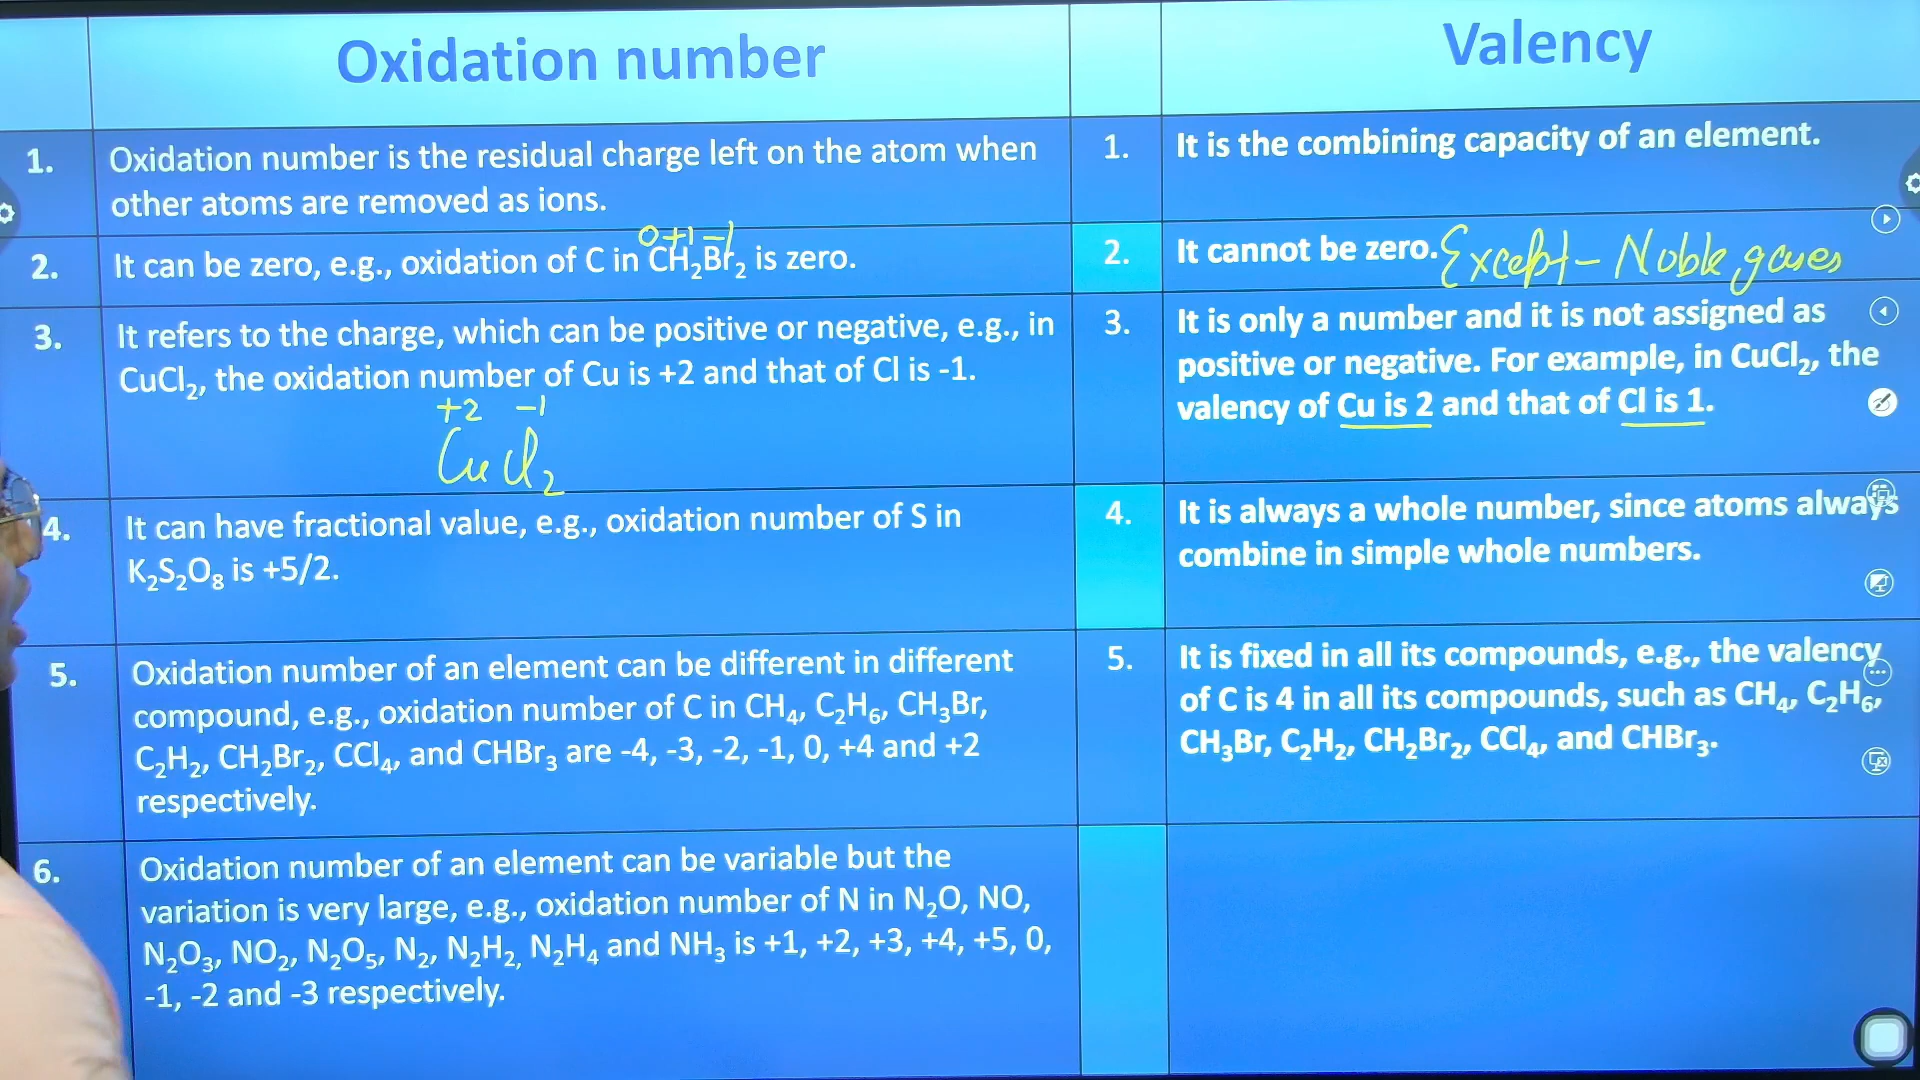 Oxidation number
Valency
1.
Oxidation number is the residual charge left on the atom when
other atoms are removed as ions.
1.
It is the combining capacity of an element.
0 +1 -1
2.
It can be zero, e.g., oxidation of C in CH₂Br₂ is zero.
2.
It cannot be zero. Except - Noble gases
3.
It refers to the charge, which can be positive or negative, e.g., in
CuCl₂, the oxidation number of Cu is +2 and that of Cl is -1.
+2 -1
CuCl₂
3.
It is only a number and it is not assigned as
positive or negative. For example, in CuCl₂, the
valency of Cu is 2 and that of Cl is 1.
4.
It can have fractional value, e.g., oxidation number of S in
K₂S₂O₈ is +5/2.
4.
It is always a whole number, since atoms always
combine in simple whole numbers.
5.
Oxidation number of an element can be different in different
compound, e.g., oxidation number of C in CH₄, C₂H₆, CH₃Br,
C₂H₂, CH₂Br₂, CCl₄, and CHBr₃ are -4, -3, -2, -1, 0, +4 and +2
respectively.
5.
It is fixed in all its compounds, e.g., the valency
of C is 4 in all its compounds, such as CH₄, C₂H₆,
CH₃Br, C₂H₂, CH₂Br₂, CCl₄, and CHBr₃.
6.
Oxidation number of an element can be variable but the
variation is very large, e.g., oxidation number of N in N₂O, NO,
N₂O₃, NO₂, N₂O₅, N₂, N₂H₂, N₂H₄ and NH₃ is +1, +2, +3, +4, +5, 0,
-1, -2 and -3 respectively.